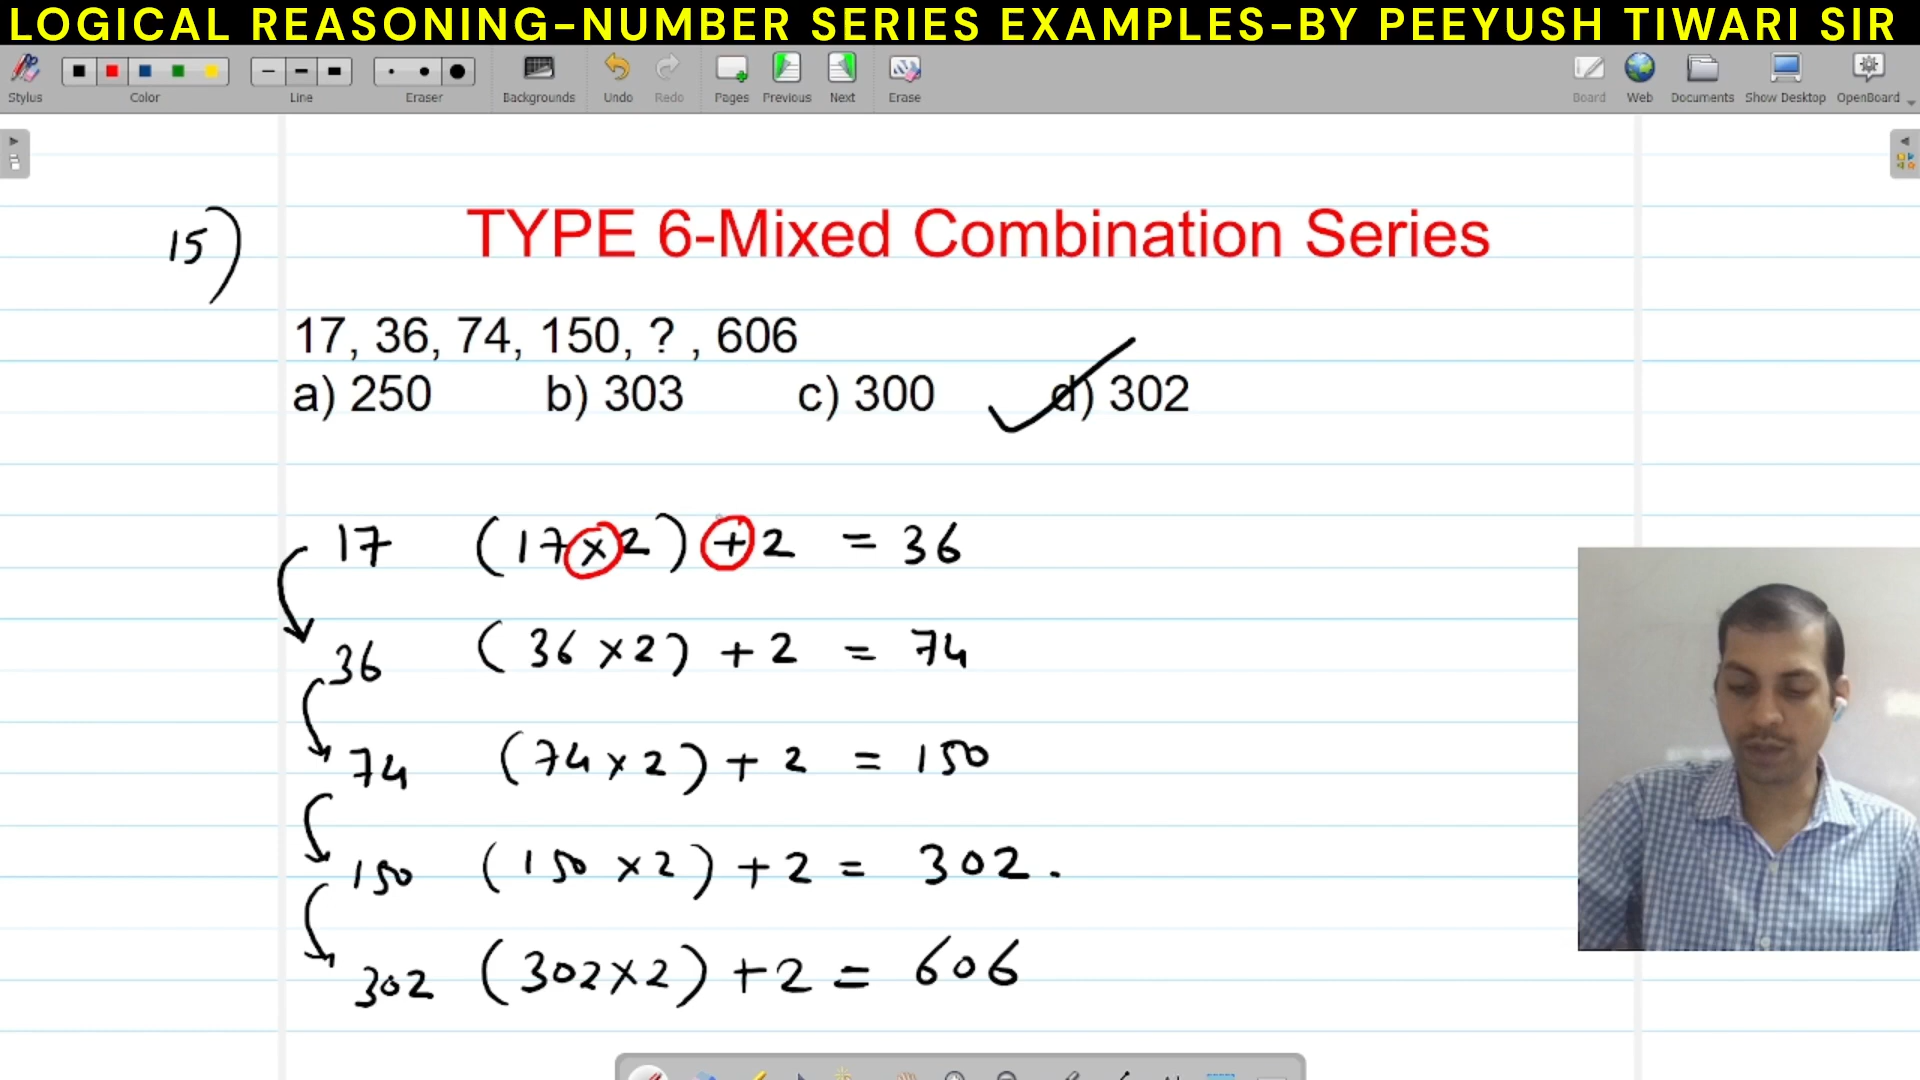 LOGICAL REASONING-NUMBER SERIES EXAMPLES-BY PEEYUSH TIWARI SIR
Stylus Color Line Eraser Backgrounds Undo Redo Pages Previous Next Erase Board Web Documents Show Desktop OpenBoard
15) TYPE 6-Mixed Combination Series
17, 36, 74, 150, ? , 606
a) 250 b) 303 c) 300 d) 302
17 (17×2) +2 = 36
36 (36×2) +2 = 74
74 (74×2) +2 = 150
150 (150×2) +2 = 302.
302 (302×2) +2 = 606